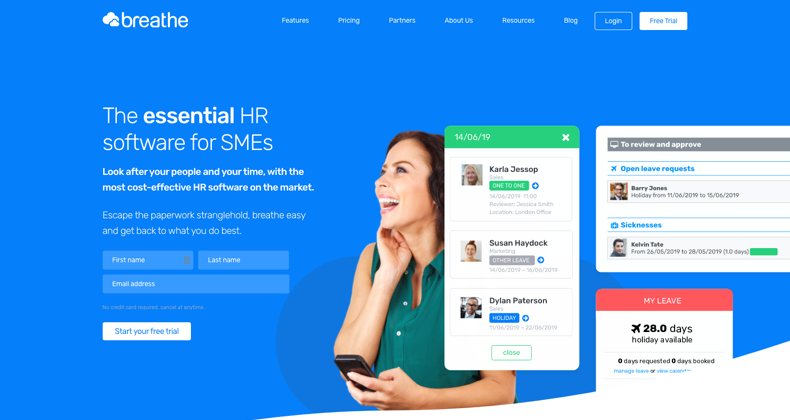 breathe
Features
Pricing
Partners
About Us
Resources
Blog
Login
Free Trial
The essential HR
software for SMEs
Look after your people and your time, with the
most cost-effective HR software on the market.
Escape the paperwork stranglehold, breathe easy
and get back to what you do best.
First name
Last name
Email address
No credit card required, cancel at anytime
Start your free trial
14/06/19
Karla Jessop
Sales
ONE TO ONE
14/06/2019 11:00
Reviewer: Jessica Smith
Location: London Office
Susan Haydock
Marketing
OTHER LEAVE
14/06/2019 - 16/06/2019
Dylan Paterson
Sales
HOLIDAY
11/06/2019 - 22/06/2019
close
To review and approve
Open leave requests
Barry Jones
Holiday from 11/06/2019 to 15/06/2019
Sicknesses
Kelvin Tate
From 26/05/2019 to 28/05/2019 (1.0 days)
MY LEAVE
28.0 days
holiday available
0 days requested 0 days booked
manage leave or view